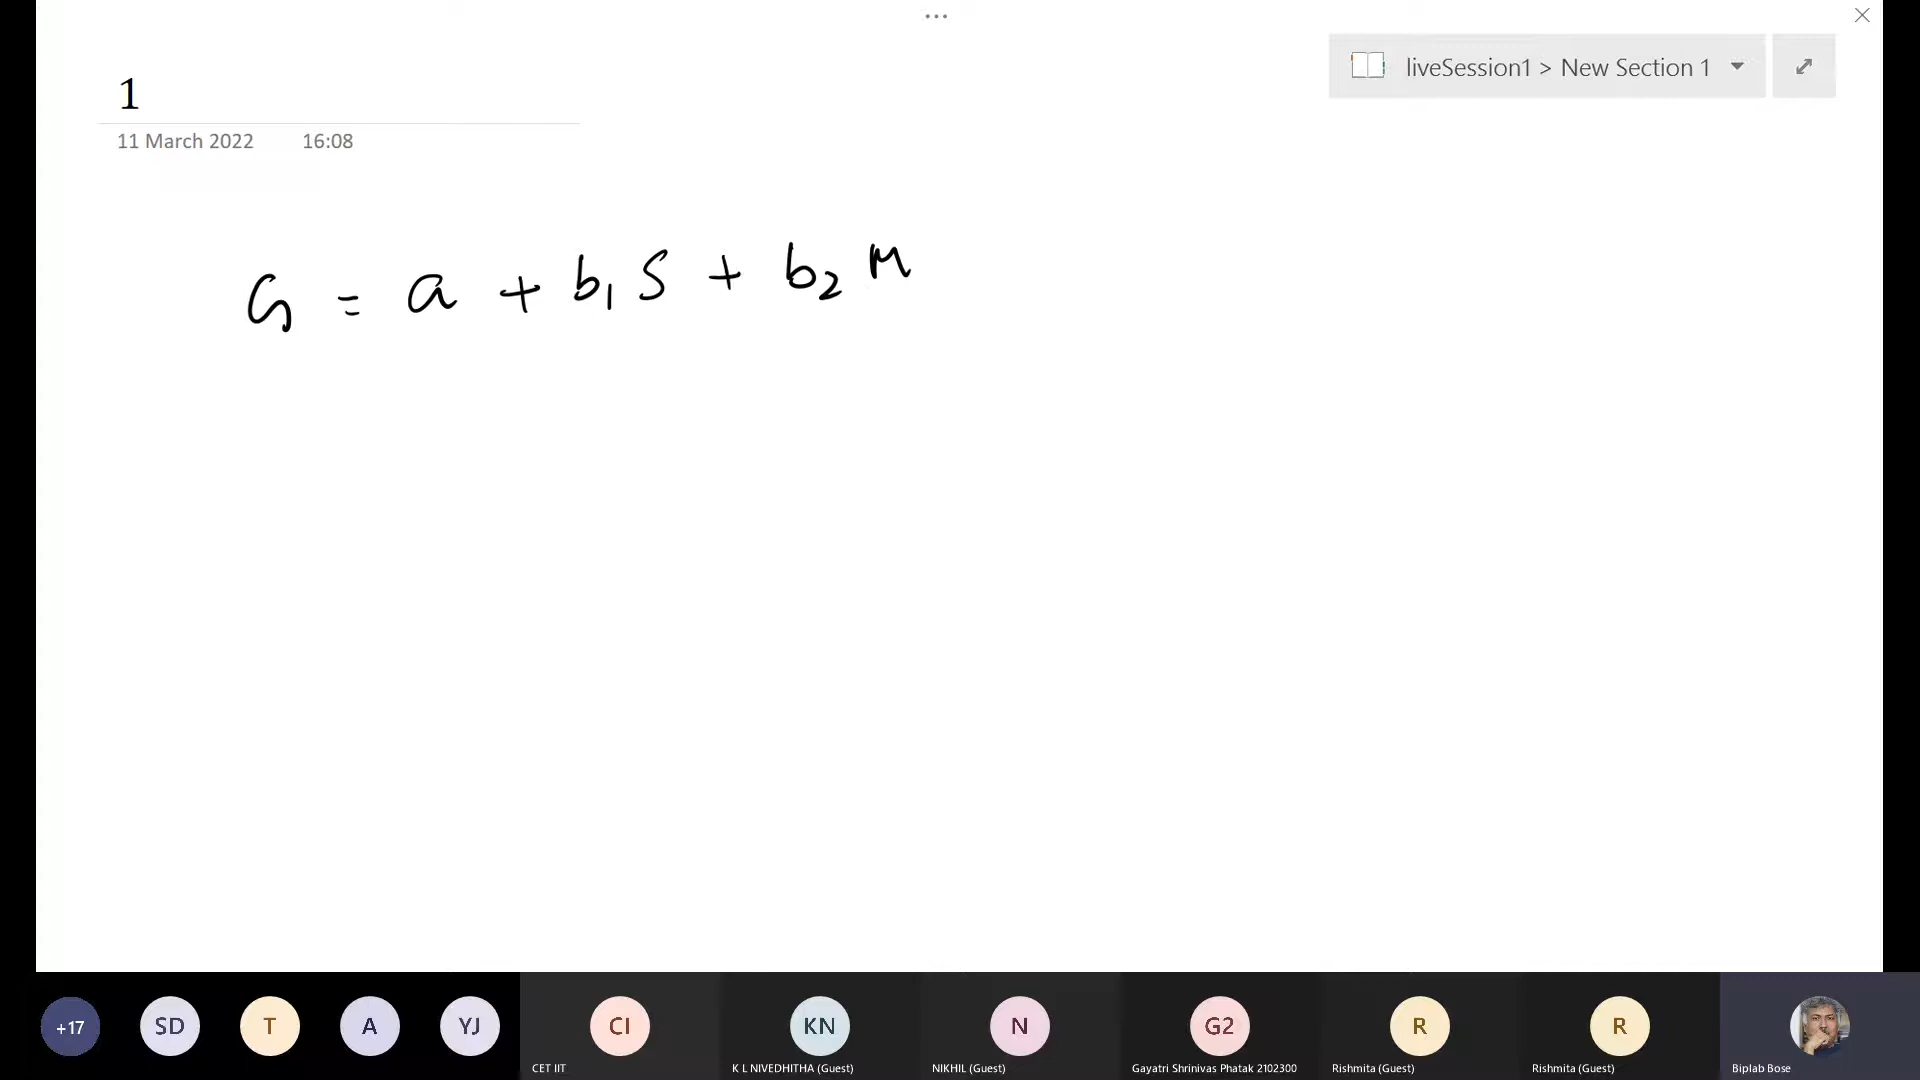 ...
liveSession1 > New Section 1
1
11 March 2022 16:08
G = a + b₁ S + b₂ M
+17 SD T A YJ CI KN N G2 R R
CET IIT K L NIVEDHITHA (Guest) NIKHIL (Guest) Gayatri Shrinivas Phatak 2102300 Rishmita (Guest) Rishmita (Guest) Biplab Bose